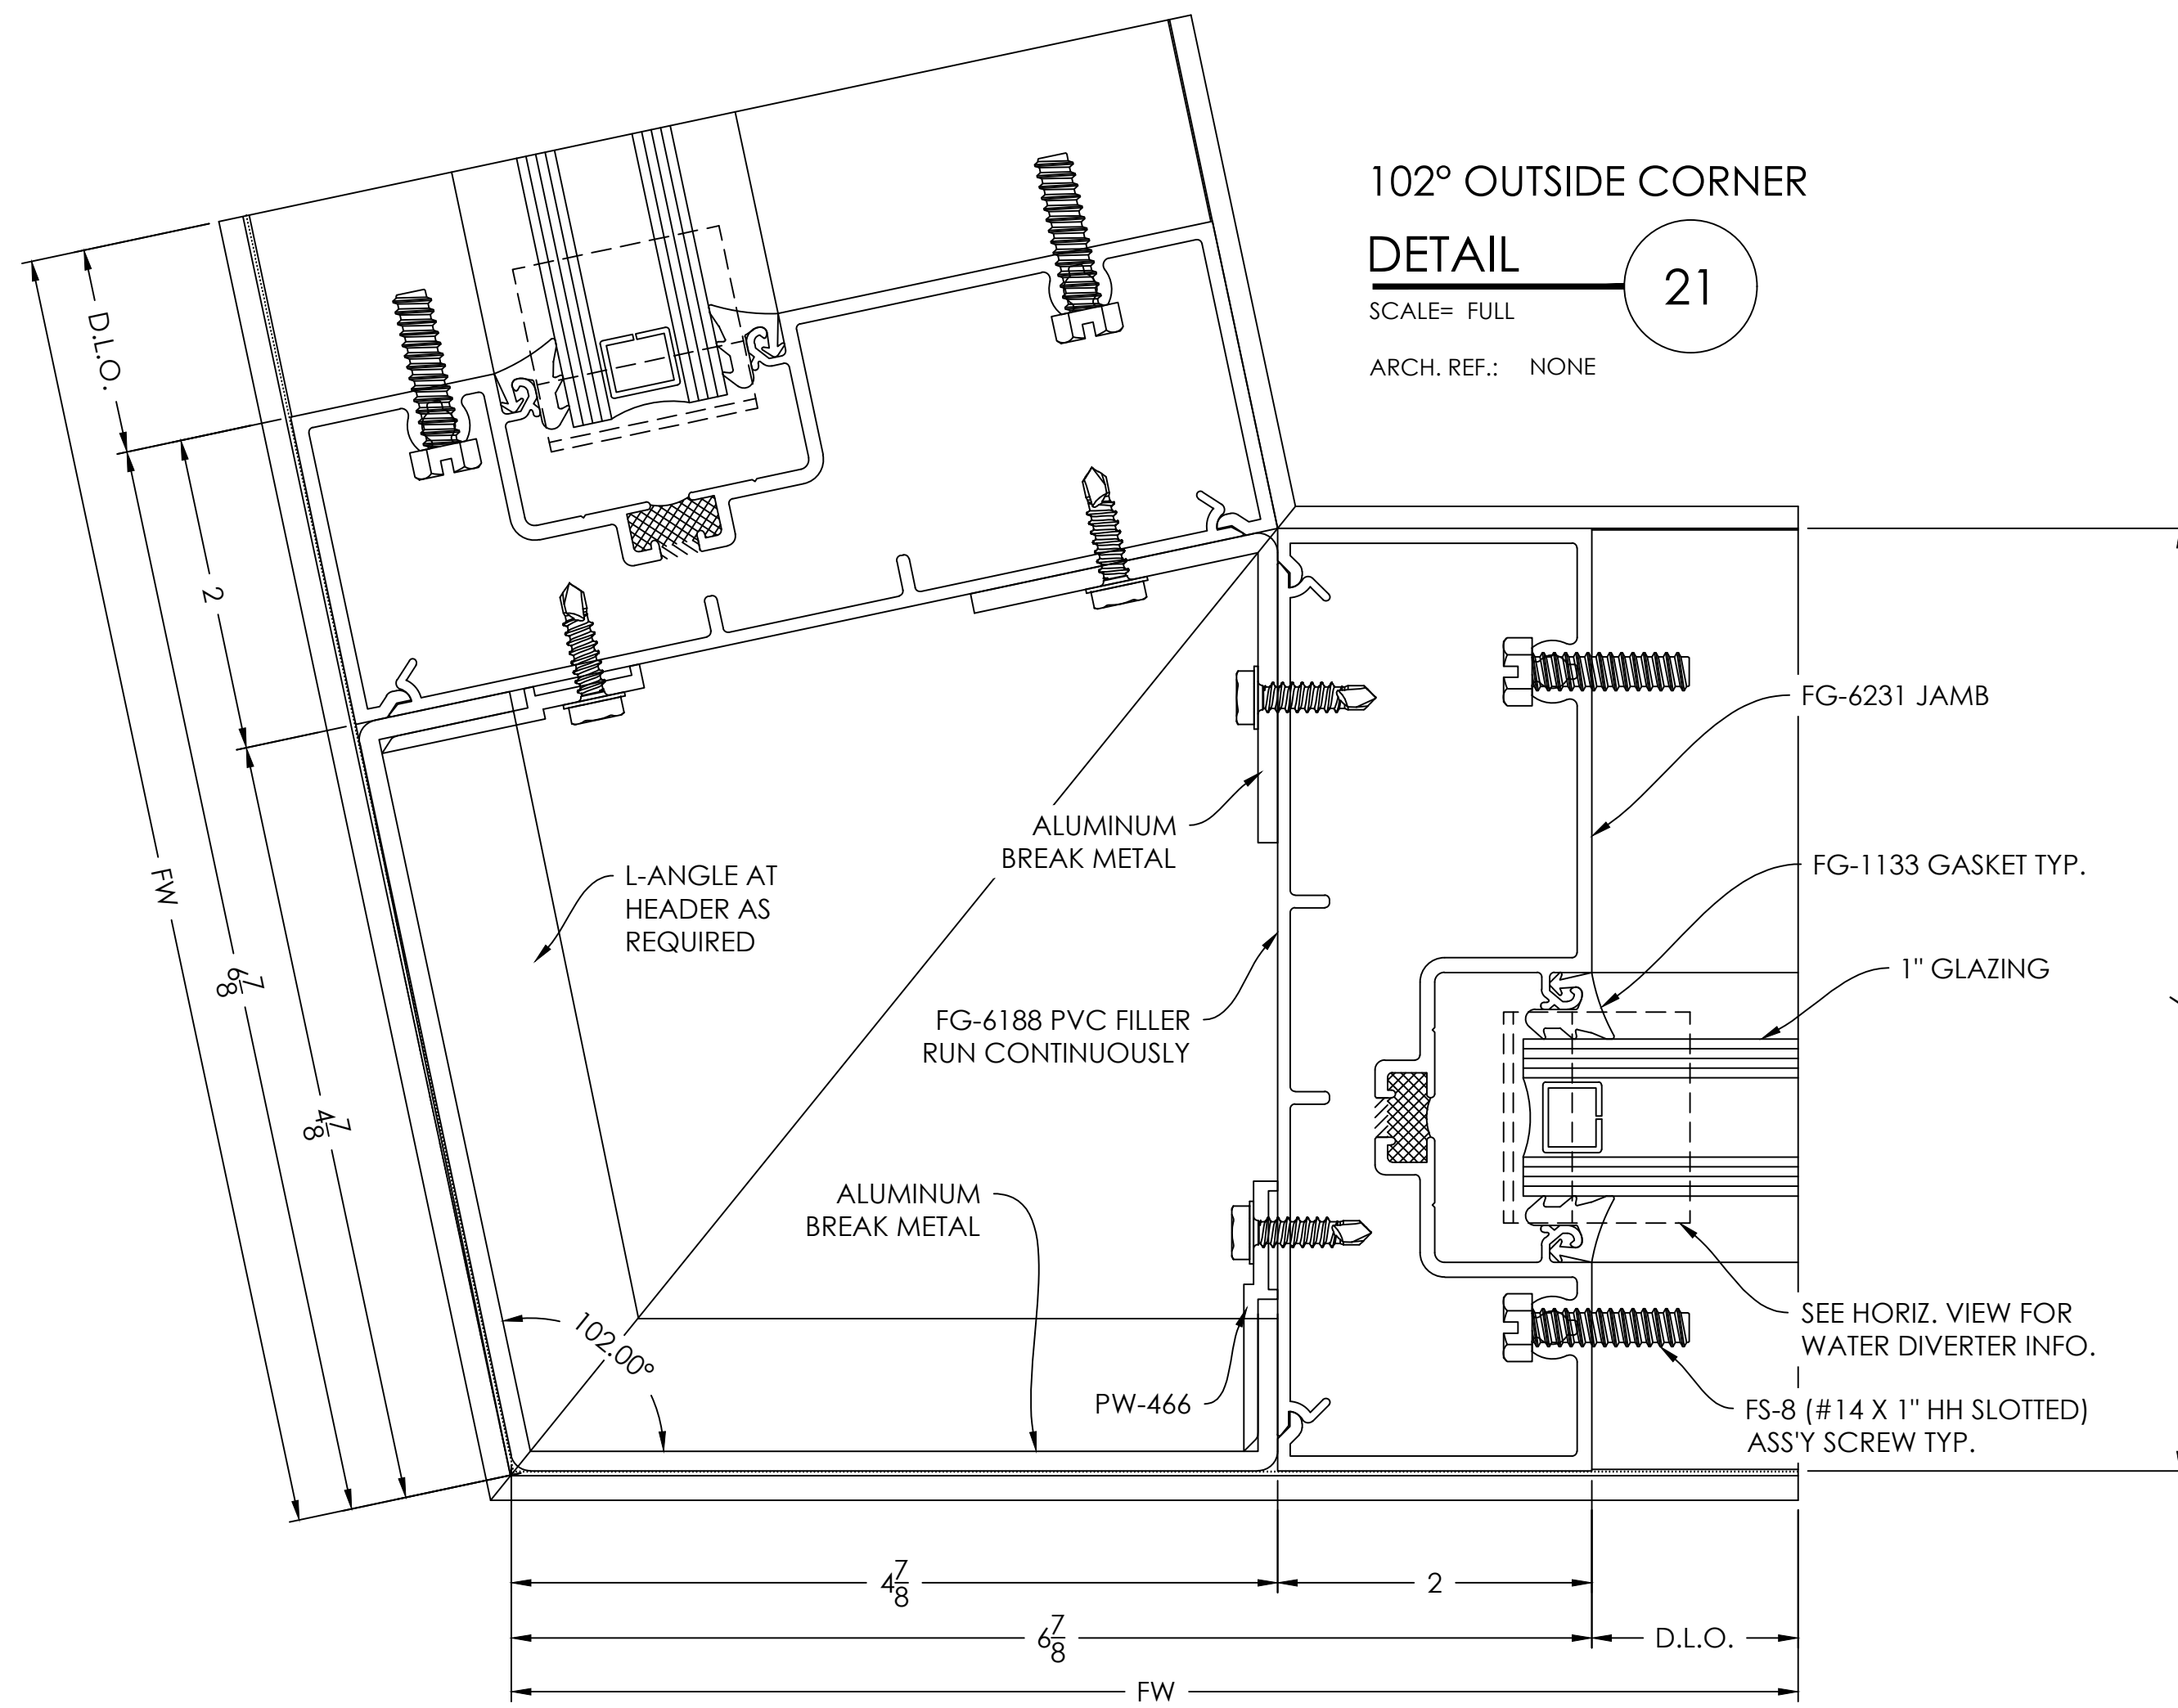 102° OUTSIDE CORNER
DETAIL
21
SCALE= FULL
ARCH. REF.: NONE
D.L.O.
2
FW
6 7/8
4 7/8
FG-6231 JAMB
ALUMINUM
BREAK METAL
FG-1133 GASKET TYP.
L-ANGLE AT
HEADER AS
REQUIRED
1" GLAZING
FG-6188 PVC FILLER
RUN CONTINUOUSLY
ALUMINUM
BREAK METAL
SEE HORIZ. VIEW FOR
WATER DIVERTER INFO.
102.00°
PW-466
FS-8 (#14 X 1" HH SLOTTED)
ASS'Y SCREW TYP.
4 7/8
2
6 7/8
D.L.O.
FW